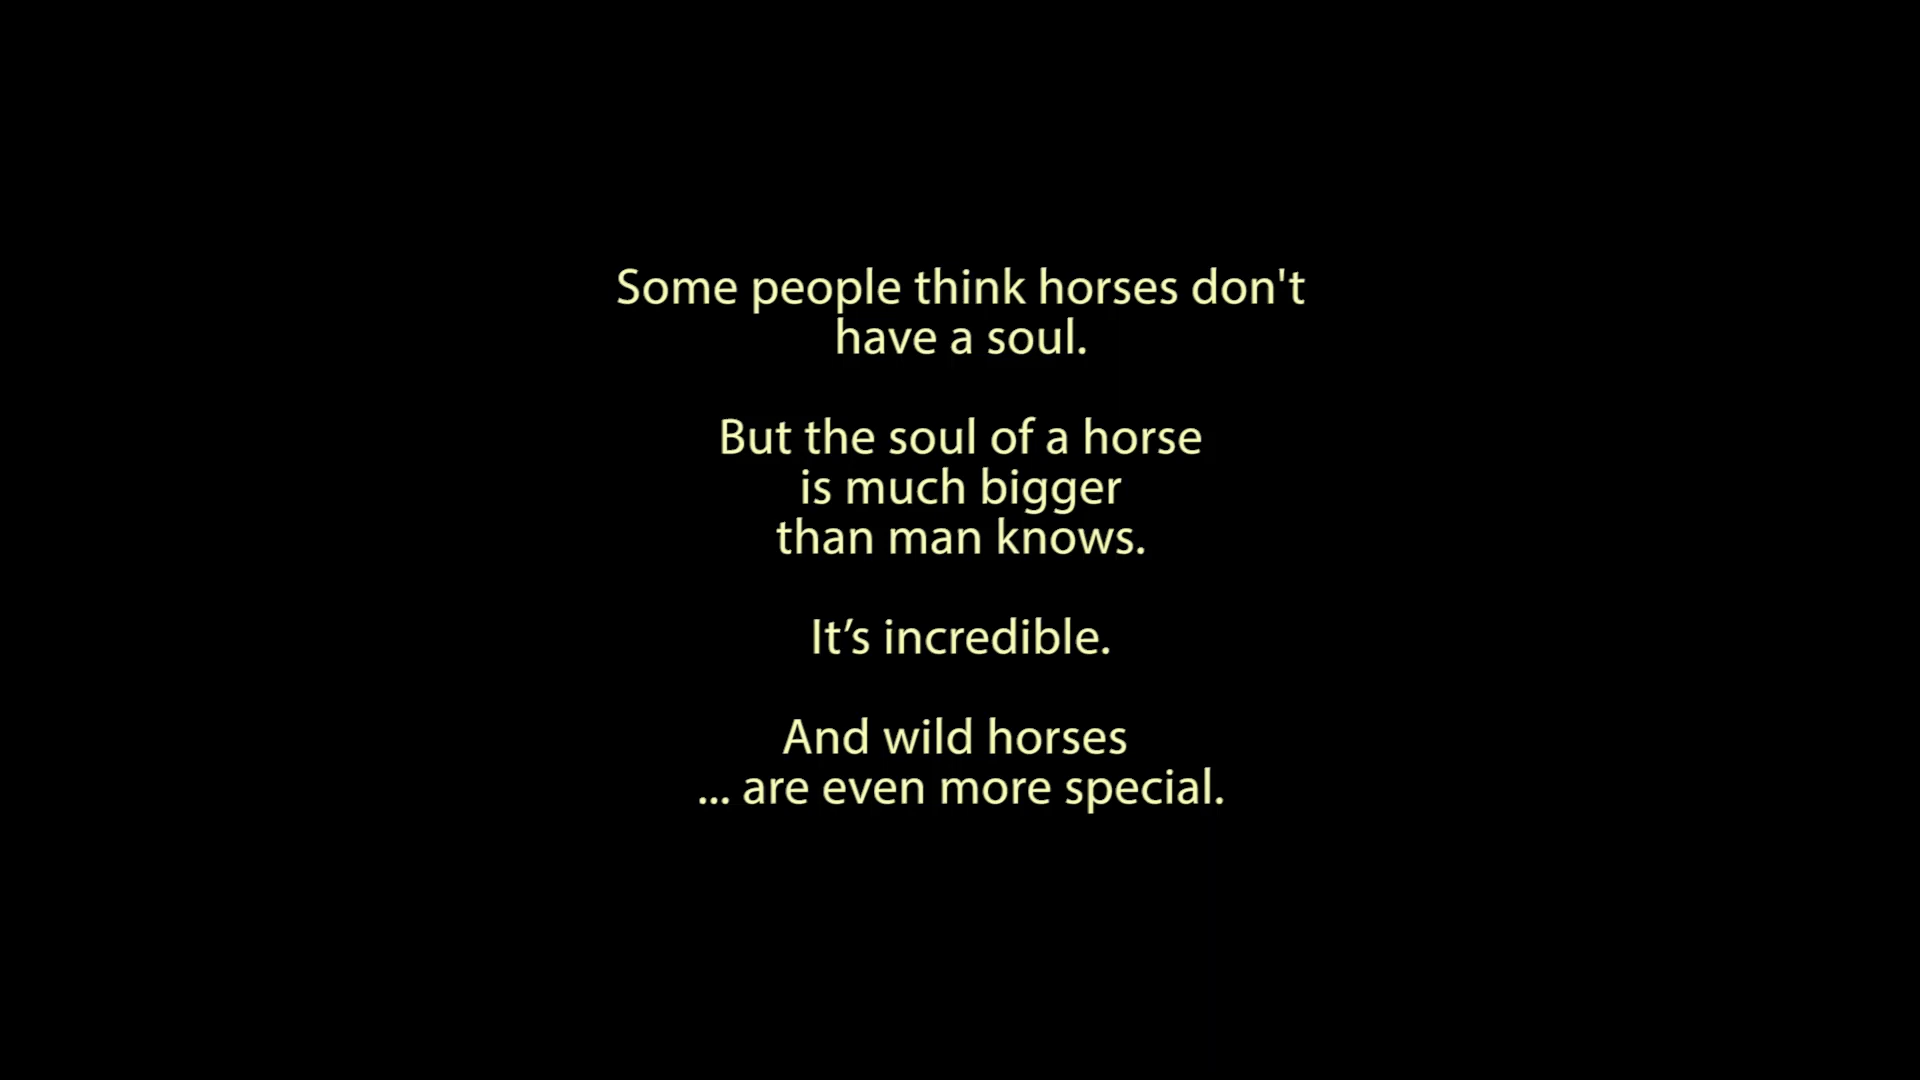 Some people think horses don't
have a soul.
But the soul of a horse
is much bigger
than man knows.
It’s incredible.
And wild horses
... are even more special.